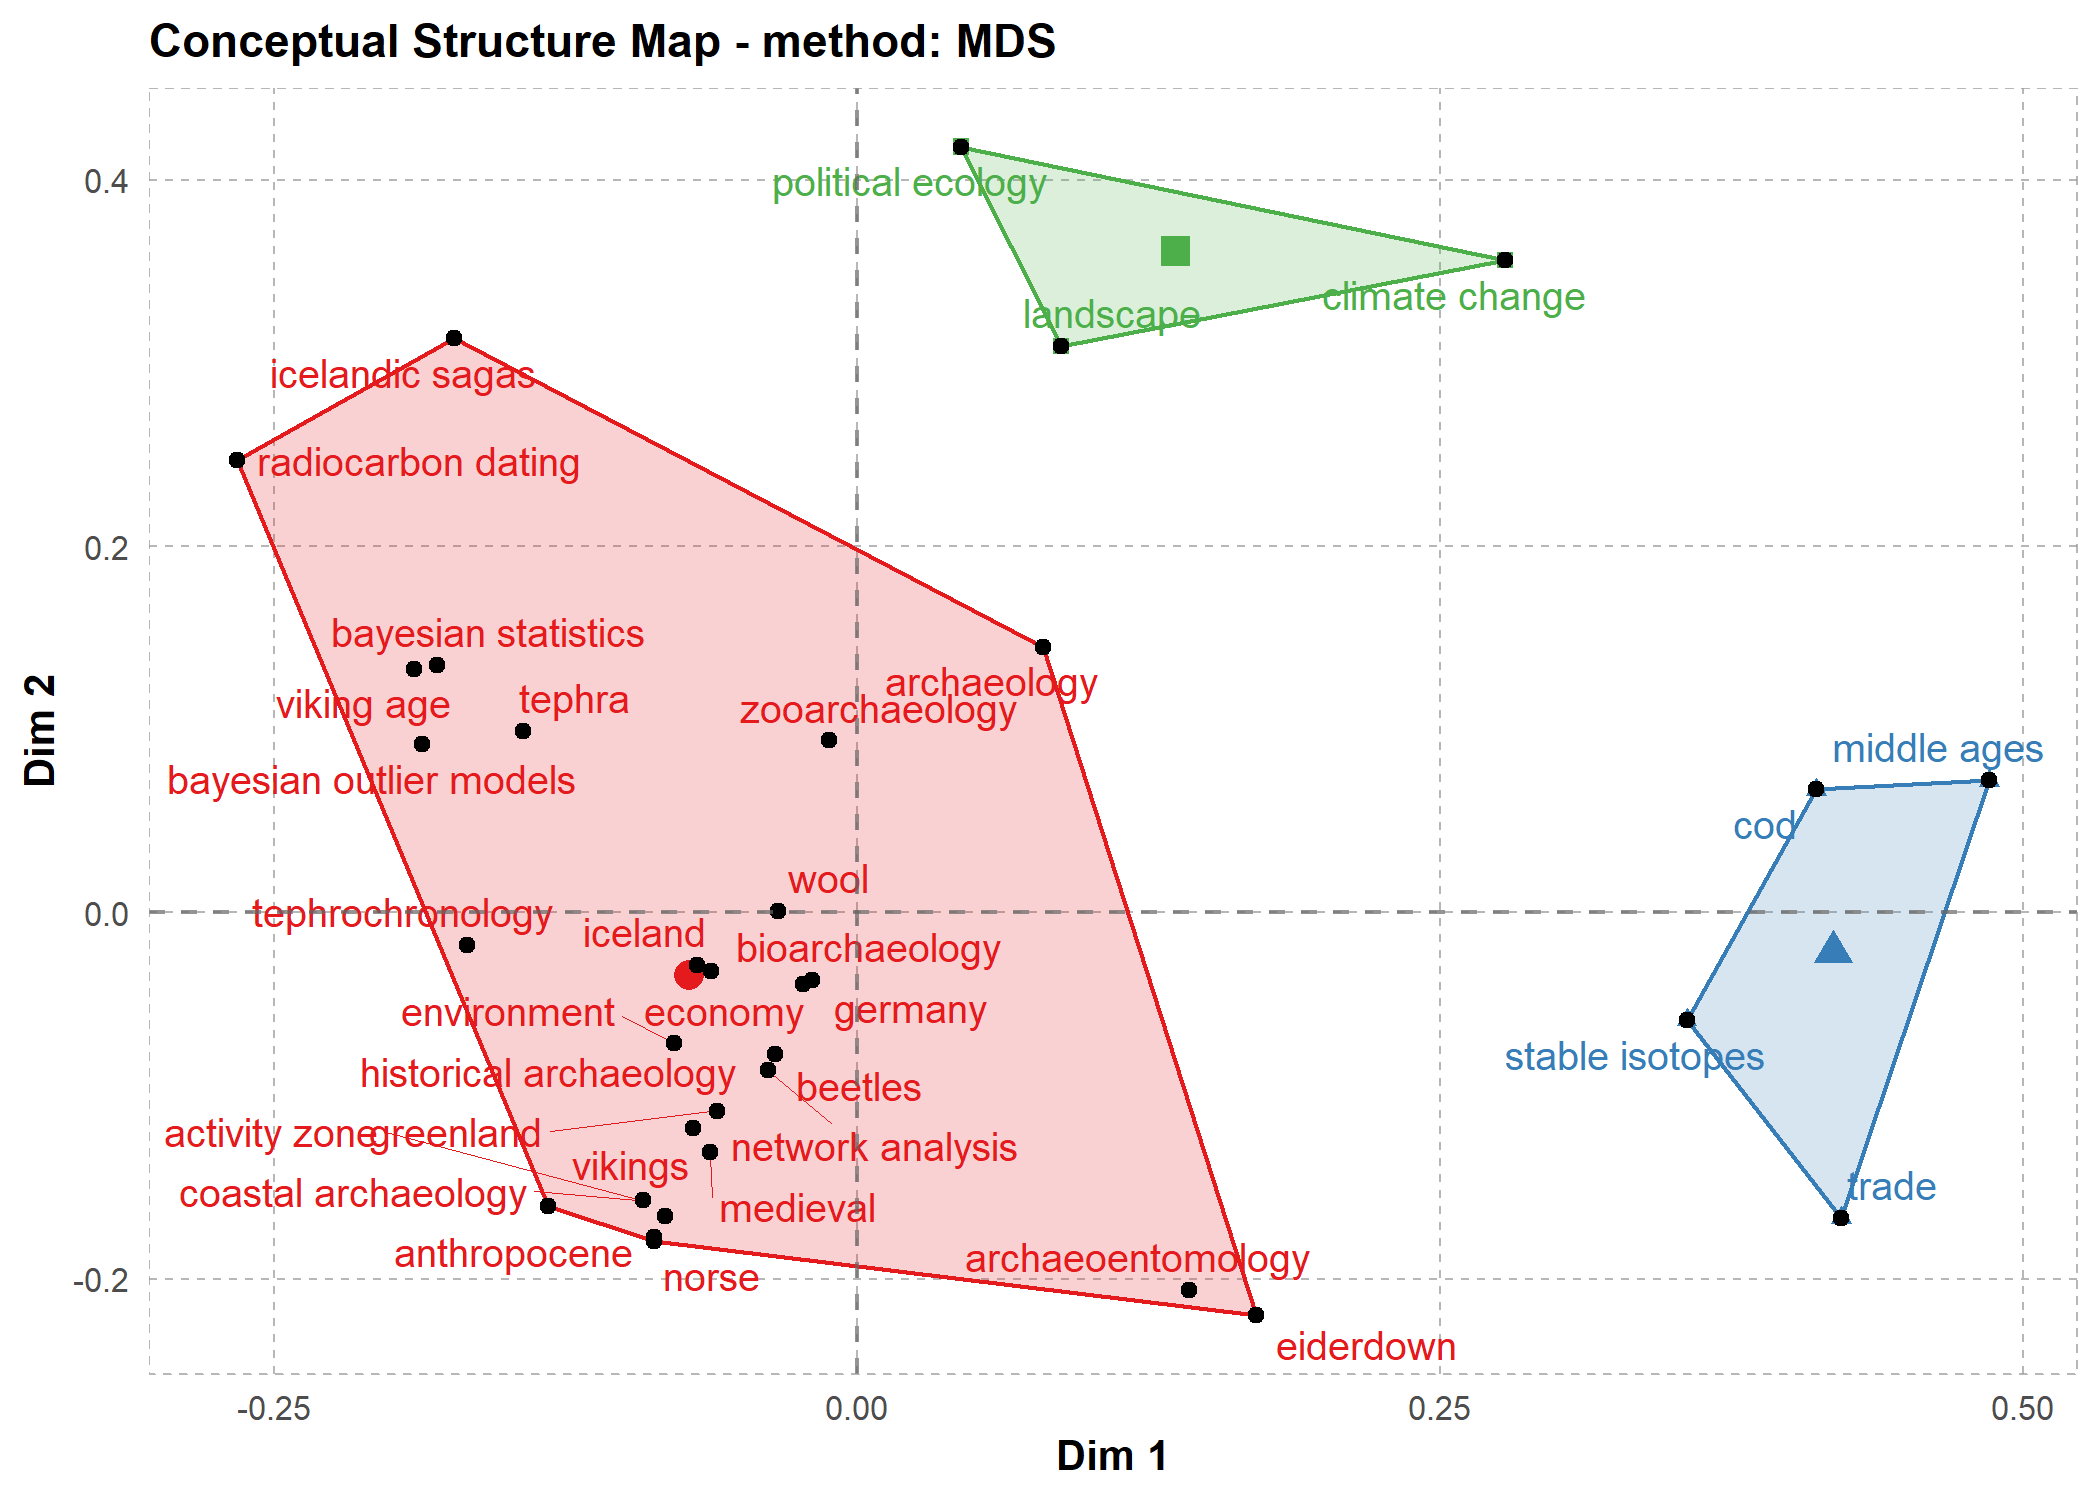 Conceptual Structure Map - method: MDS
0.4
political ecology
climate change
landscape
icelandic sagas
radiocarbon dating
0.2
bayesian statistics
archaeology
viking age
tephra
zooarchaeology
middle ages
bayesian outlier models
Dim 2
cod
wool
0.0
tephrochronology
iceland
bioarchaeology
environment
economy
germany
stable isotopes
historical archaeology
beetles
activity zone
greenland
network analysis
vikings
trade
coastal archaeology
medieval
anthropocene
archaeoentomology
-0.2
norse
eiderdown
-0.25
0.00
0.25
0.50
Dim 1